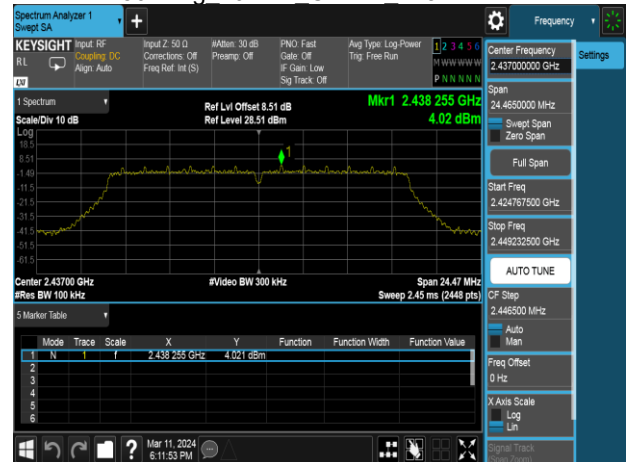 Spectrum Analyzer 1
Swept SA
Frequency
KEYSIGHT
RL
LXI
Input: RF
Coupling: DC
Align: Auto
Input Z: 50 Ω
Corrections: Off
Freq Ref: Int (S)
#Atten: 30 dB
Preamp: Off
PNO: Fast
Gate: Off
IF Gain: Low
Sig Track: Off
Avg Type: Log-Power
Trig: Free Run
1 2 3 4 5 6
M W W W W W
P N N N N N
1 Spectrum
Scale/Div 10 dB
Ref Lvl Offset 8.51 dB
Ref Level 28.51 dBm
Mkr1 2.438 255 GHz
4.02 dBm
Log
18.5
8.51
-1.49
-11.5
-21.5
-31.5
-41.5
-51.5
-61.5
1
Center 2.43700 GHz
#Res BW 100 kHz
#Video BW 300 kHz
Span 24.47 MHz
Sweep 2.45 ms (2448 pts)
5 Marker Table
Mode Trace Scale X Y Function Function Width Function Value
1 N 1 f 2.438 255 GHz 4.021 dBm
2
3
4
5
6
Mar 11, 2024
6:11:53 PM
Center Frequency
2.437000000 GHz
Settings
Span
24.4650000 MHz
Swept Span
Zero Span
Full Span
Start Freq
2.424767500 GHz
Stop Freq
2.449232500 GHz
AUTO TUNE
CF Step
2.446500 MHz
Auto
Man
Freq Offset
0 Hz
X Axis Scale
Log
Lin
Signal Track
(Span Zoom)